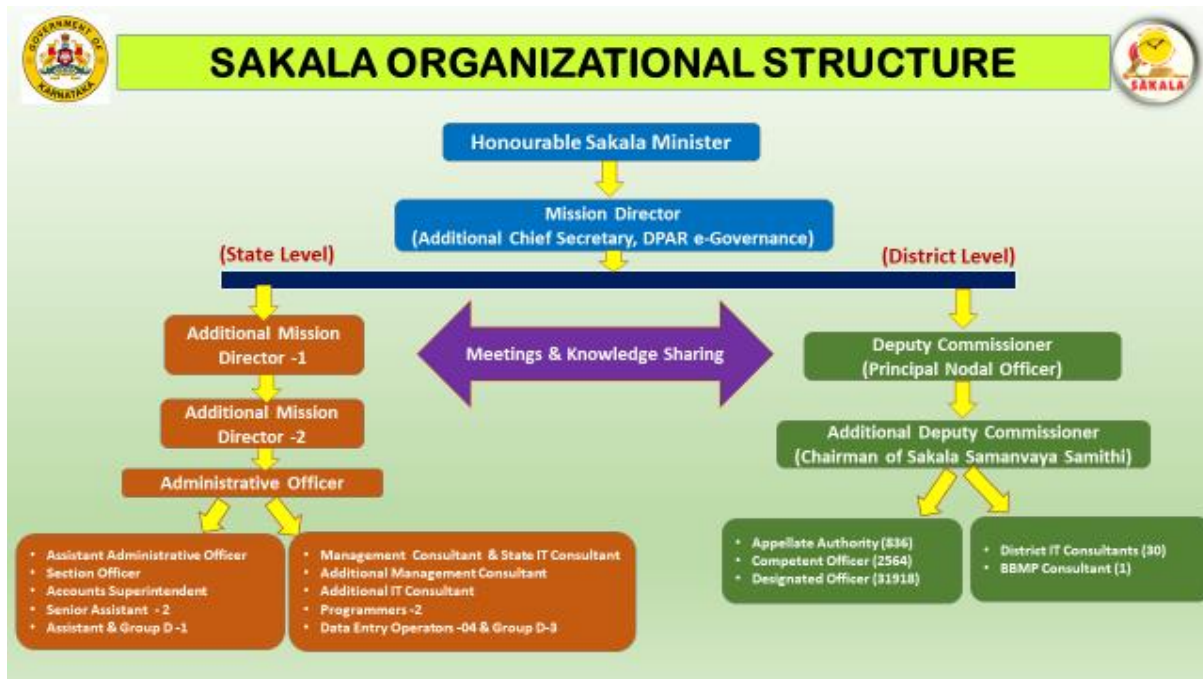 GOVERNMENT OF
KARNATAKA
SAKALA ORGANIZATIONAL STRUCTURE
SAKALA
Honourable Sakala Minister
Mission Director
(Additional Chief Secretary, DPAR e-Governance)
(State Level)
(District Level)
Additional Mission
Director -1
Additional Mission
Director -2
Administrative Officer
Meetings & Knowledge Sharing
Deputy Commissioner
(Principal Nodal Officer)
Additional Deputy Commissioner
(Chairman of Sakala Samanvaya Samithi)
• Assistant Administrative Officer
• Section Officer
• Accounts Superintendent
• Senior Assistant - 2
• Assistant & Group D -1
• Management Consultant & State IT Consultant
• Additional Management Consultant
• Additional IT Consultant
• Programmers -2
• Data Entry Operators -04 & Group D-3
• Appellate Authority (836)
• Competent Officer (2564)
• Designated Officer (31918)
• District IT Consultants (30)
• BBMP Consultant (1)